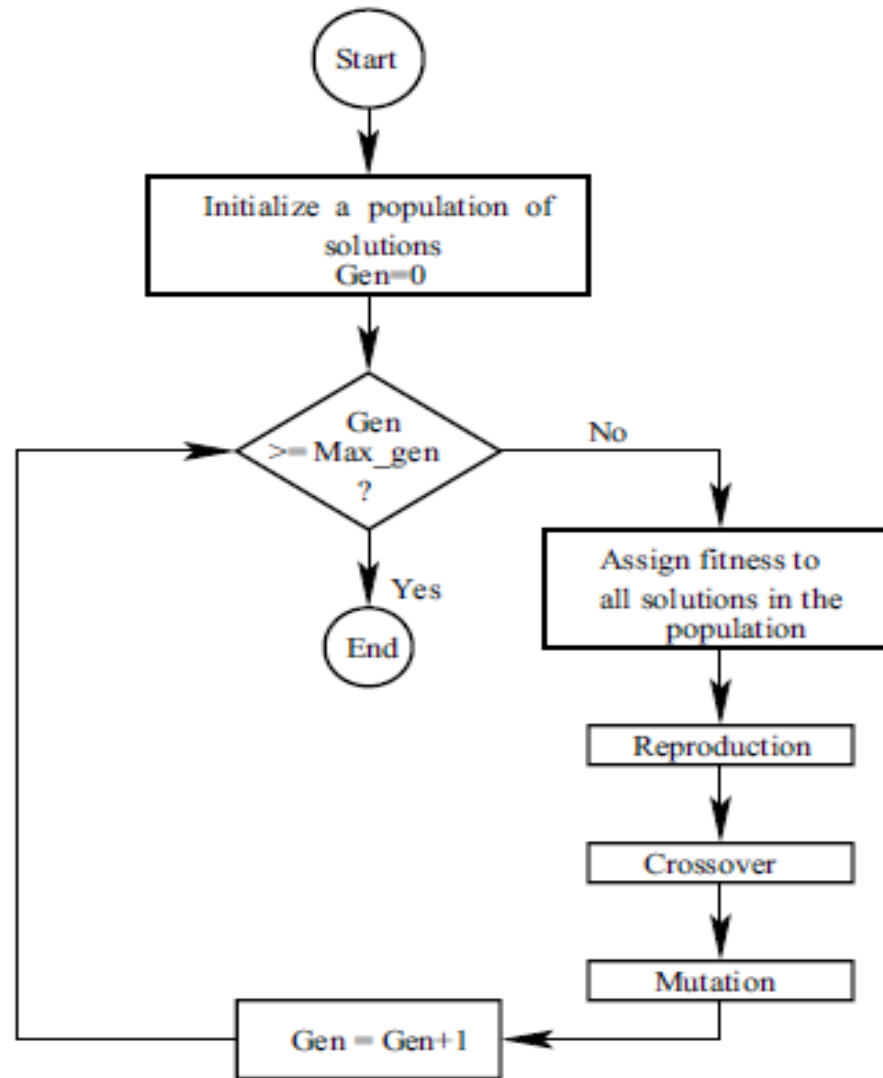 Start
Initialize a population of
solutions
Gen=0
Gen
>= Max_gen
?
No
Yes
End
Assign fitness to
all solutions in the
population
Reproduction
Crossover
Mutation
Gen = Gen+1